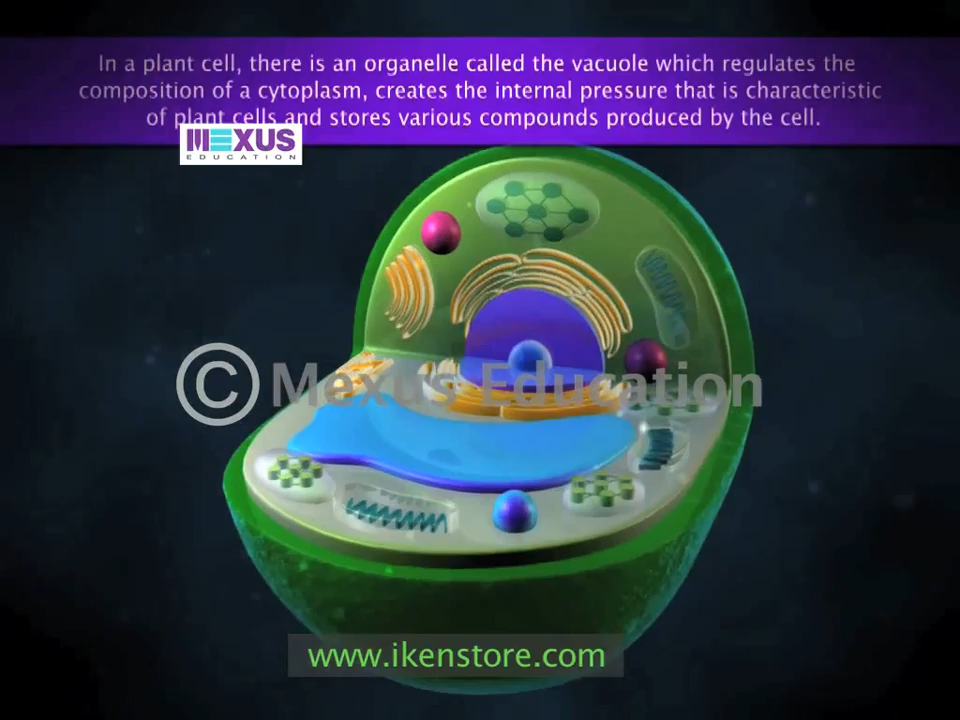 In a plant cell, there is an organelle called the vacuole which regulates the
composition of a cytoplasm, creates the internal pressure that is characteristic
of plant cells and stores various compounds produced by the cell.
MEXUS
EDUCATION
© Mexus Education
www.ikenstore.com